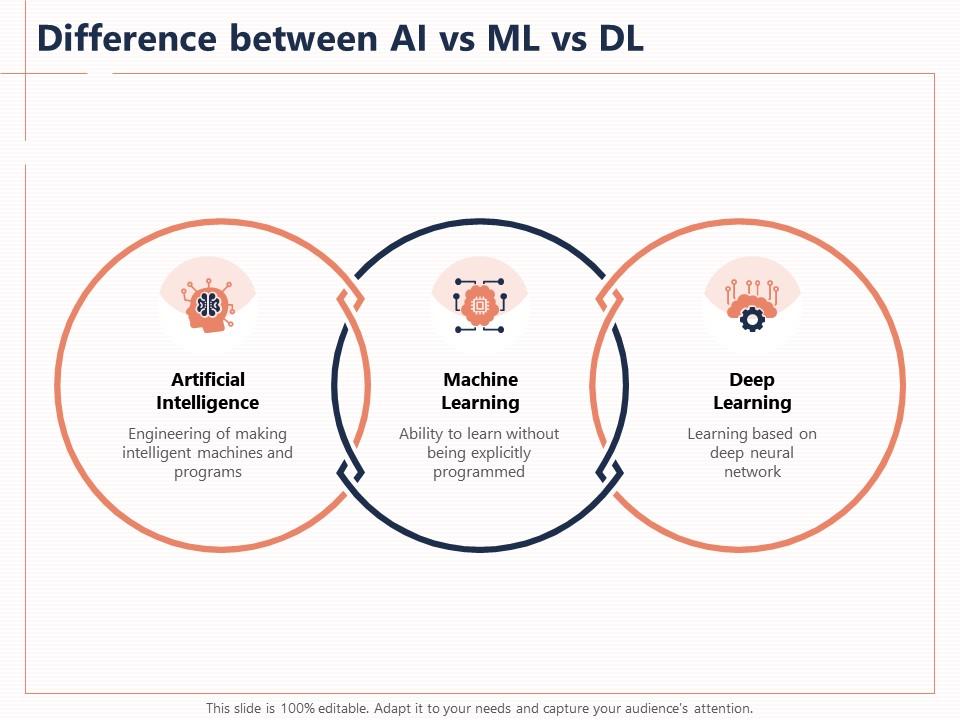 Difference between AI vs ML vs DL
Artificial
Intelligence
Engineering of making
intelligent machines and
programs
Machine
Learning
Ability to learn without
being explicitly
programmed
Deep
Learning
Learning based on
deep neural
network
This slide is 100% editable. Adapt it to your needs and capture your audience's attention.